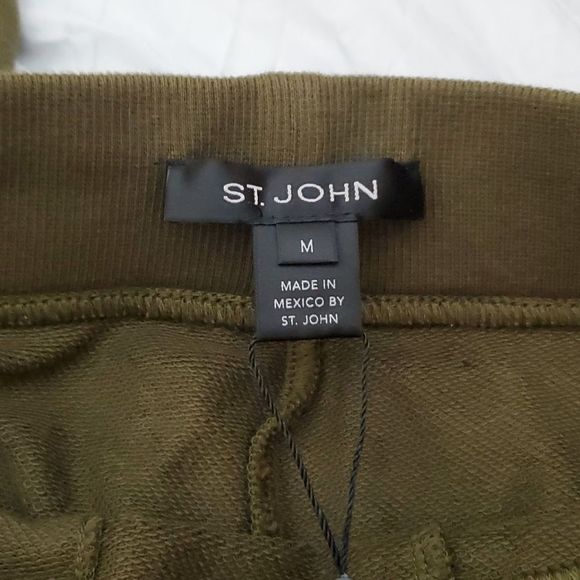 ST. JOHN
M
MADE IN
MEXICO BY
ST. JOHN